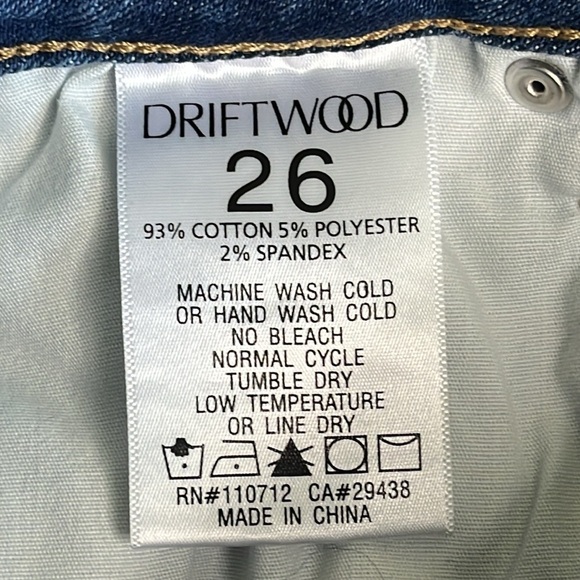 DRIFTWOOD
26
93% COTTON 5% POLYESTER
2% SPANDEX
MACHINE WASH COLD
OR HAND WASH COLD
NO BLEACH
NORMAL CYCLE
TUMBLE DRY
LOW TEMPERATURE
OR LINE DRY
RN#110712 CA#29438
MADE IN CHINA